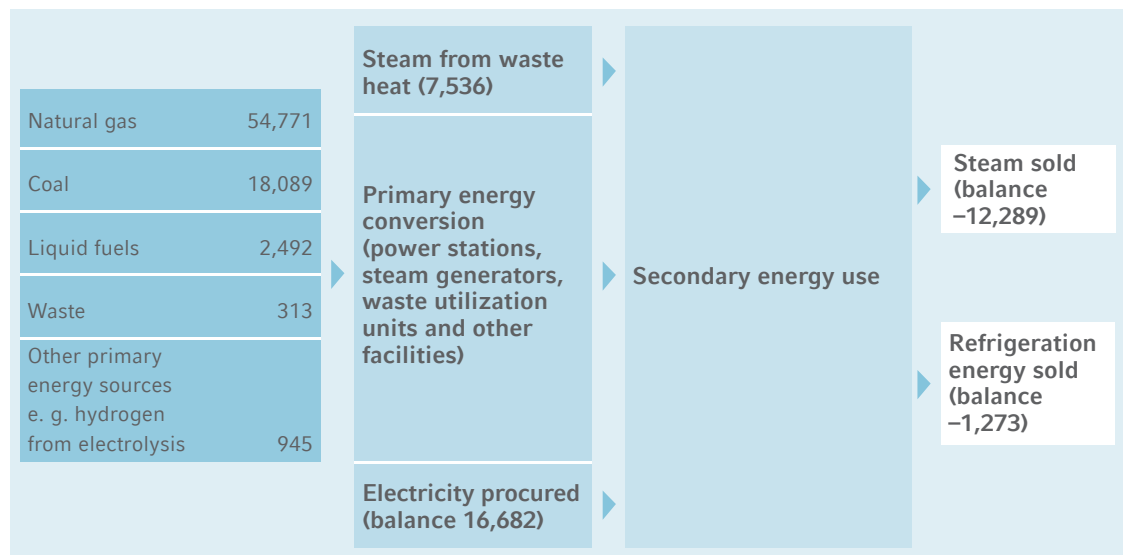 Natural gas 54,771
Coal 18,089
Liquid fuels 2,492
Waste 313
Other primary
energy sources
e. g. hydrogen
from electrolysis 945
Steam from waste
heat (7,536)
Primary energy
conversion
(power stations,
steam generators,
waste utilization
units and other
facilities)
Electricity procured
(balance 16,682)
Secondary energy use
Steam sold
(balance
–12,289)
Refrigeration
energy sold
(balance
–1,273)